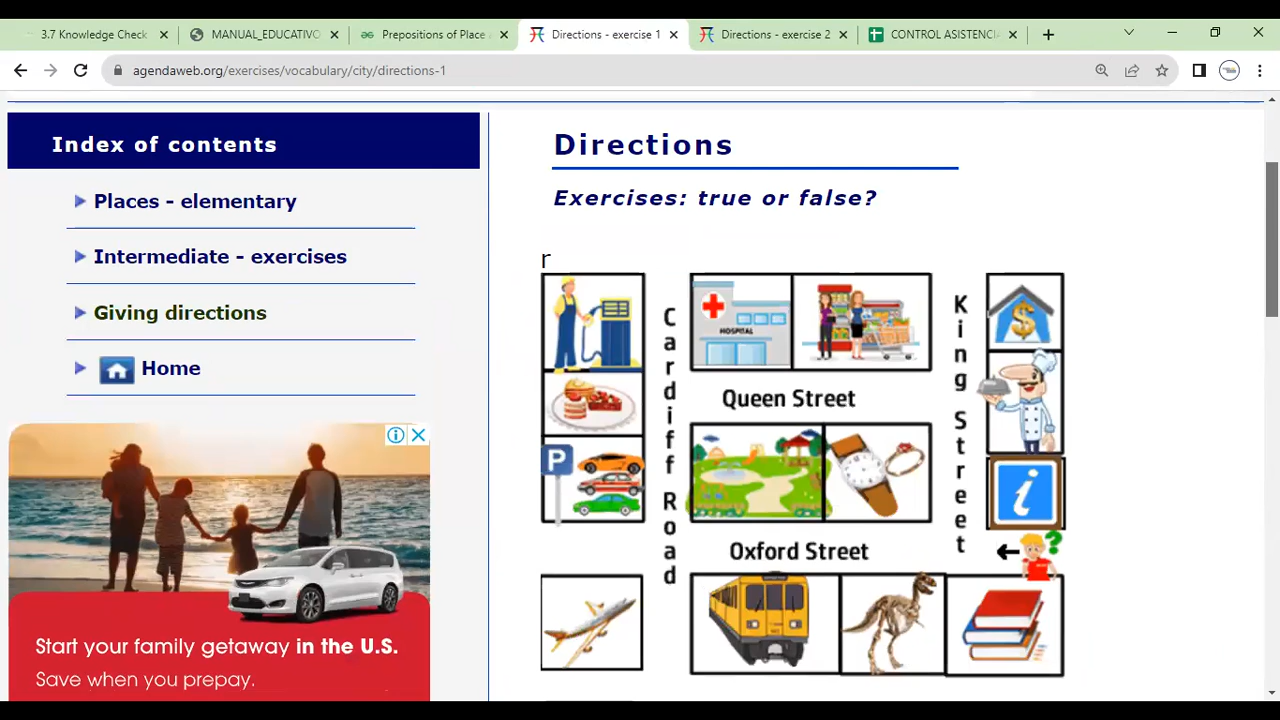 3.7 Knowledge Check
MANUAL_EDUCATIVO
Prepositions of Place
Directions - exercise 1
Directions - exercise 2
CONTROL ASISTENCIA
agendaweb.org/exercises/vocabulary/city/directions-1
Index of contents
Places - elementary
Intermediate - exercises
Giving directions
Home
Start your family getaway in the U.S.
Save when you prepay.
Directions
Exercises: true or false?
r
HOSPITAL
Cardiff Road
King Street
Queen Street
P
i
Oxford Street
?